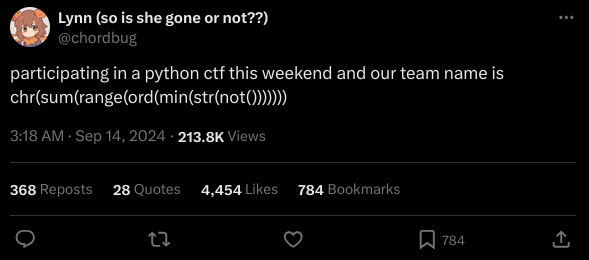 Lynn (so is she gone or not??)
@chordbug
participating in a python ctf this weekend and our team name is
chr(sum(range(ord(min(str(not()))))))
3:18 AM · Sep 14, 2024 · 213.8K Views
368 Reposts 28 Quotes 4,454 Likes 784 Bookmarks
784